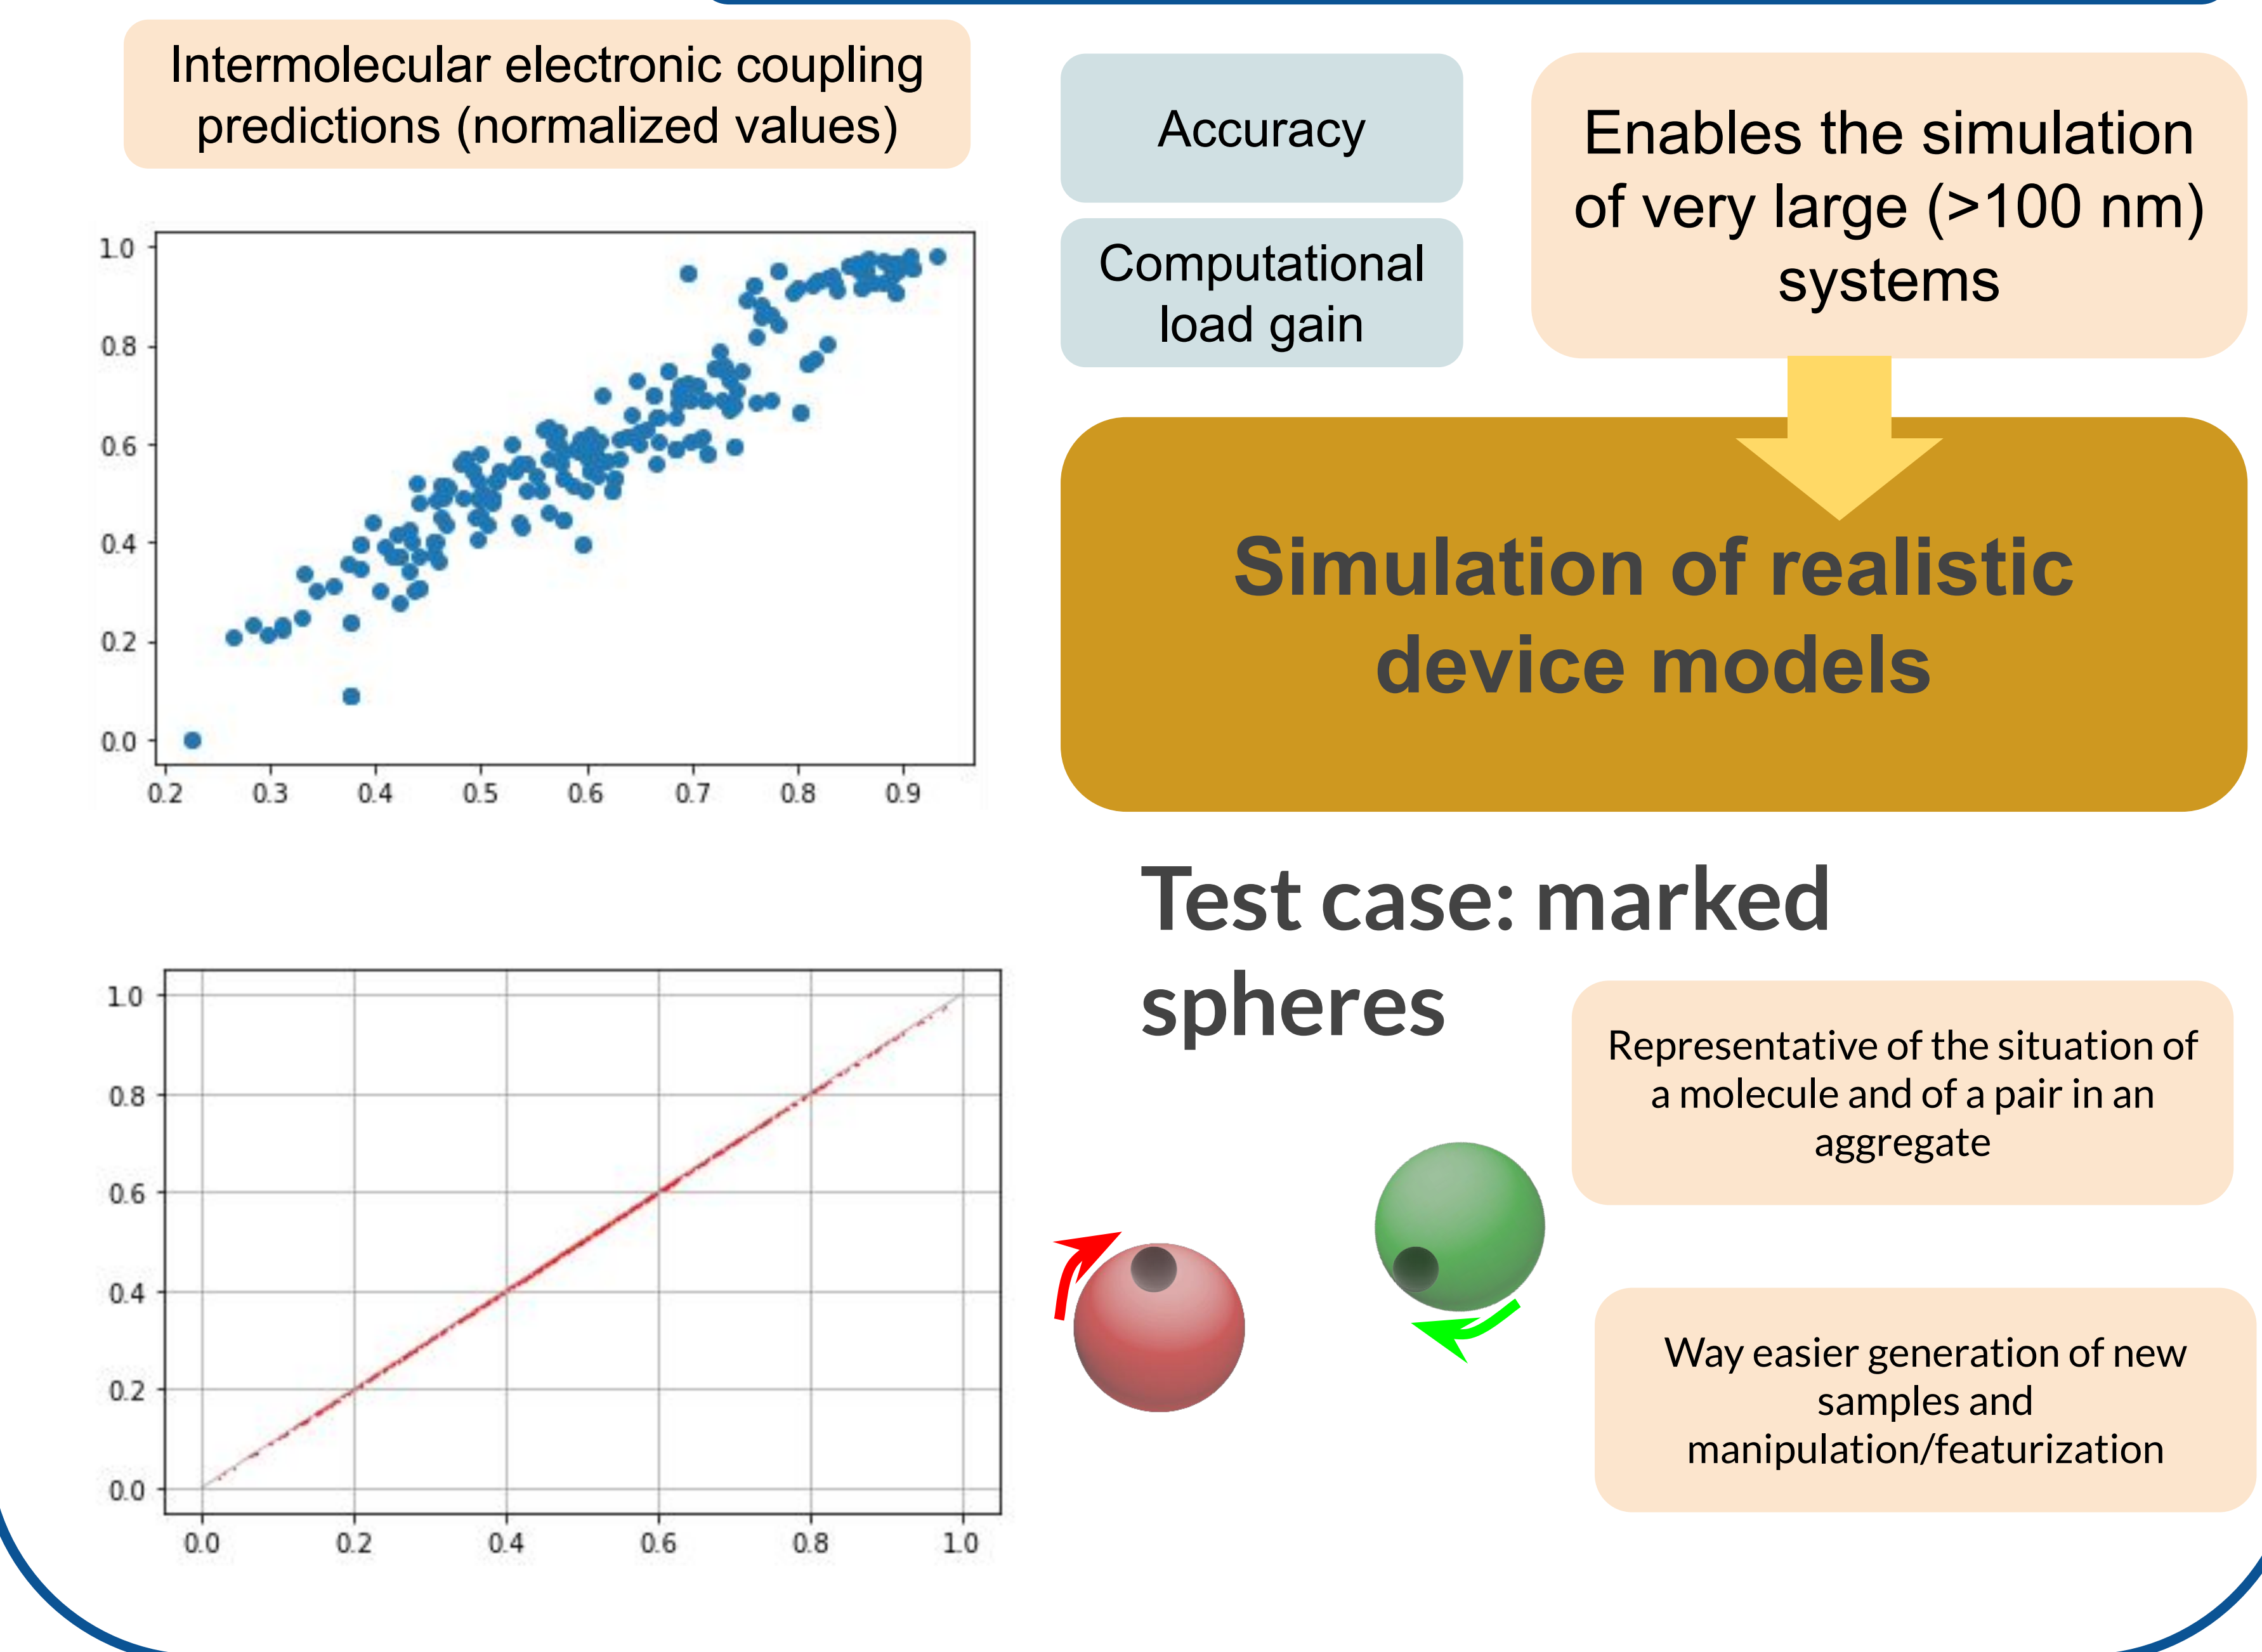 Intermolecular electronic coupling
predictions (normalized values)
Accuracy
Computational
load gain
Enables the simulation
of very large (>100 nm)
systems
1.0
0.8
0.6
0.4
0.2
0.0
0.2 0.3 0.4 0.5 0.6 0.7 0.8 0.9
Simulation of realistic
device models
Test case: marked
spheres
1.0
0.8
0.6
0.4
0.2
0.0
0.0 0.2 0.4 0.6 0.8 1.0
Representative of the situation of
a molecule and of a pair in an
aggregate
Way easier generation of new
samples and
manipulation/featurization